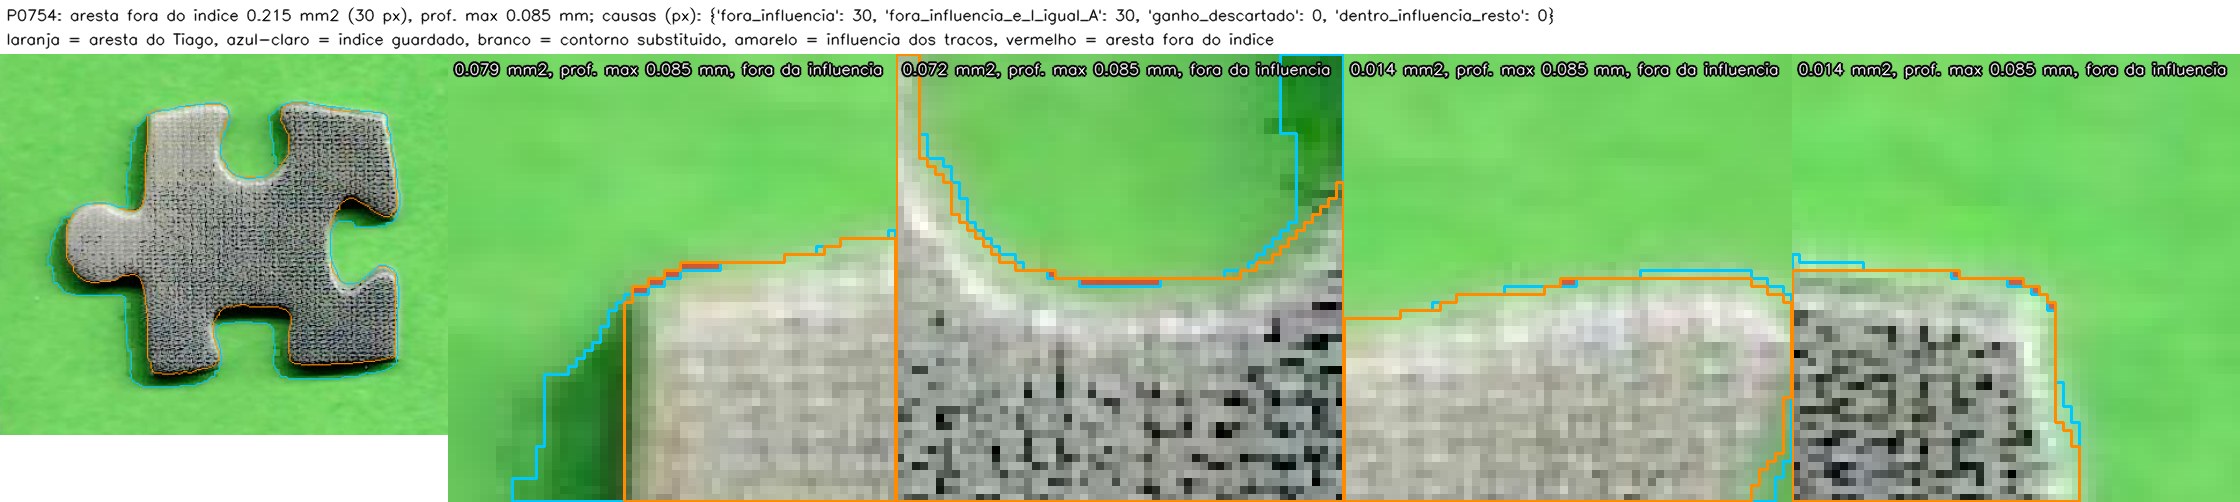 P0754: aresta fora do indice 0.215 mm2 (30 px), prof. max 0.085 mm; causas (px): {'fora_influencia': 30, 'fora_influencia_e_I_igual_A': 30, 'ganho_descartado': 0, 'dentro_influencia_resto': 0}
laranja = aresta do Tiago, azul-claro = indice guardado, branco = contorno substituido, amarelo = influencia dos tracos, vermelho = aresta fora do indice
0.079 mm2, prof. max 0.085 mm, fora da influencia
0.072 mm2, prof. max 0.085 mm, fora da influencia
0.014 mm2, prof. max 0.085 mm, fora da influencia
0.014 mm2, prof. max 0.085 mm, fora da influencia